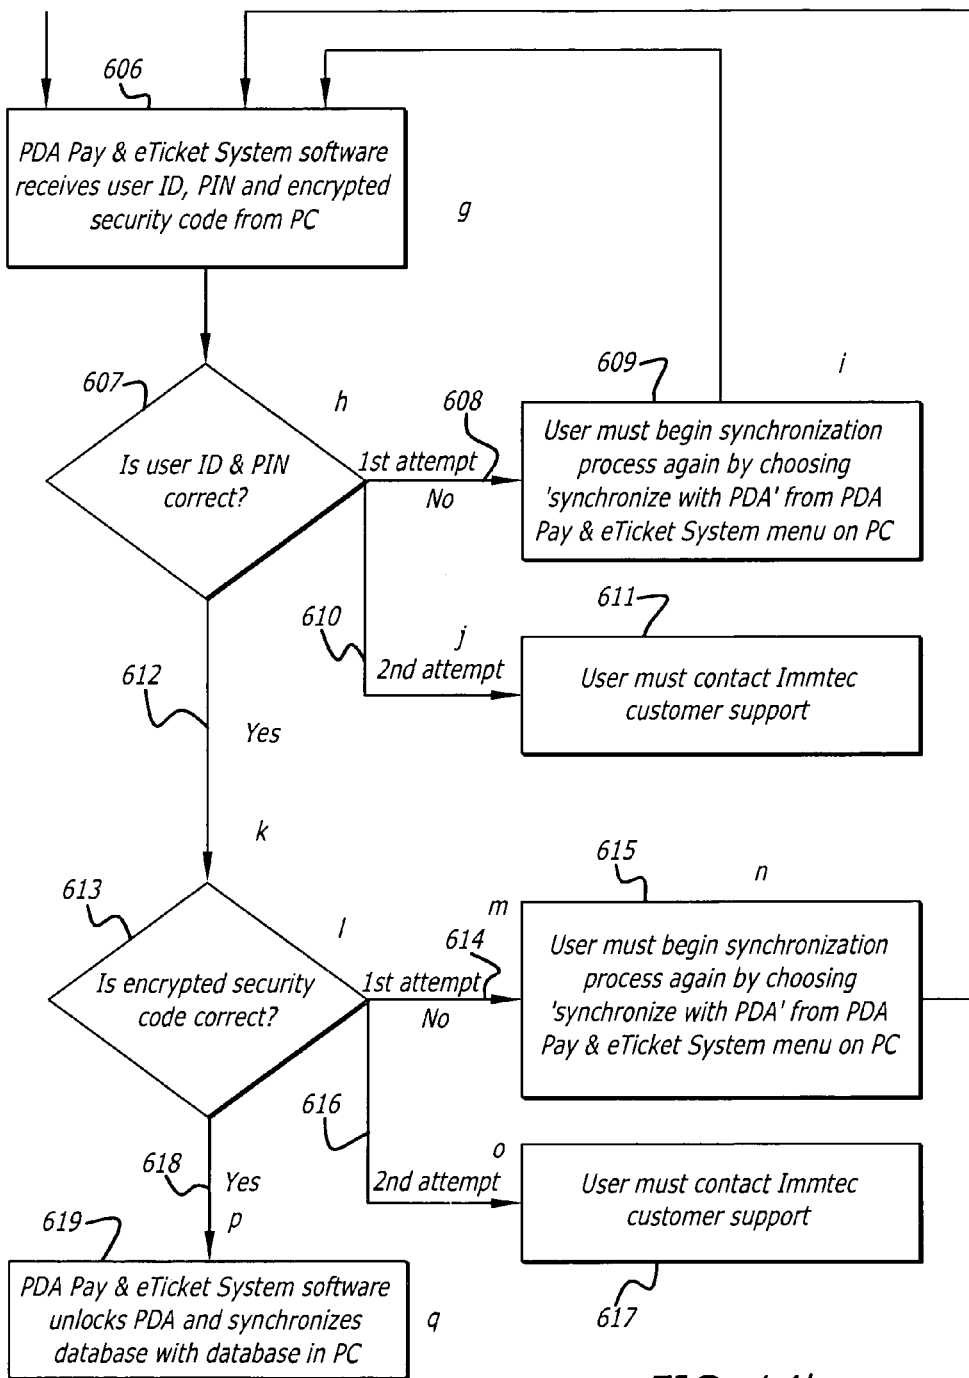 606
PDA Pay & eTicket System software
receives user ID, PIN and encrypted
security code from PC
g
607
h
Is user ID & PIN
correct?
608
1st attempt
No
609
i
User must begin synchronization
process again by choosing
'synchronize with PDA' from PDA
Pay & eTicket System menu on PC
610
j
2nd attempt
611
User must contact Immtec
customer support
612
Yes
k
613
l
Is encrypted security
code correct?
m
614
1st attempt
No
615
n
User must begin synchronization
process again by choosing
'synchronize with PDA' from PDA
Pay & eTicket System menu on PC
616
o
2nd attempt
User must contact Immtec
customer support
617
618
Yes
p
619
PDA Pay & eTicket System software
unlocks PDA and synchronizes
database with database in PC
q